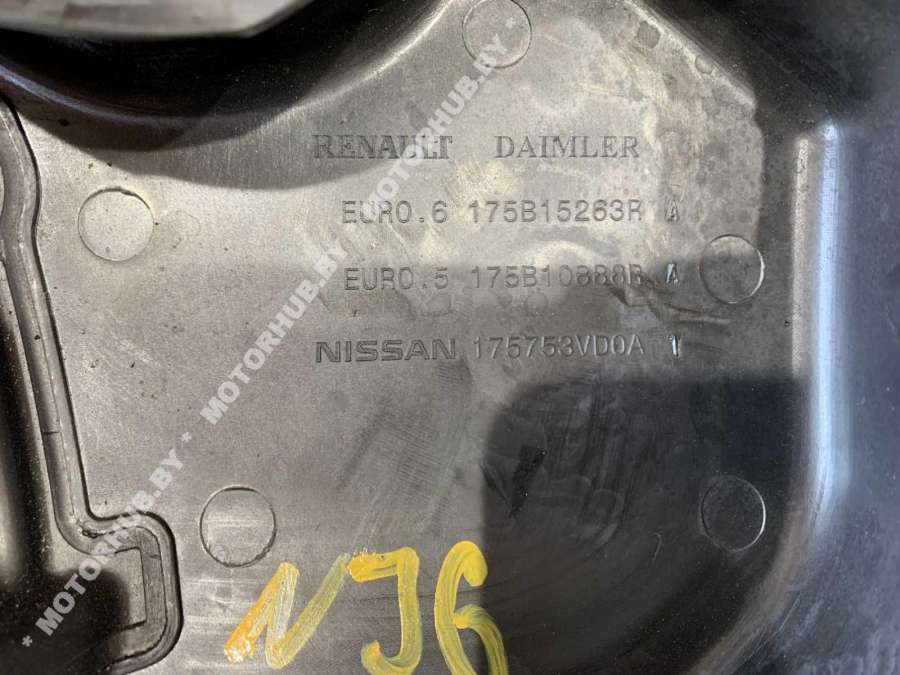 RENAULT DAIMLER
EURO.6 175B15263R A
EURO.5 175B10888R A
NISSAN 175753VD0A 1
NJ6
* MOTORHUB.BY * MOTORHUB.BY * MOTORHUB.BY *